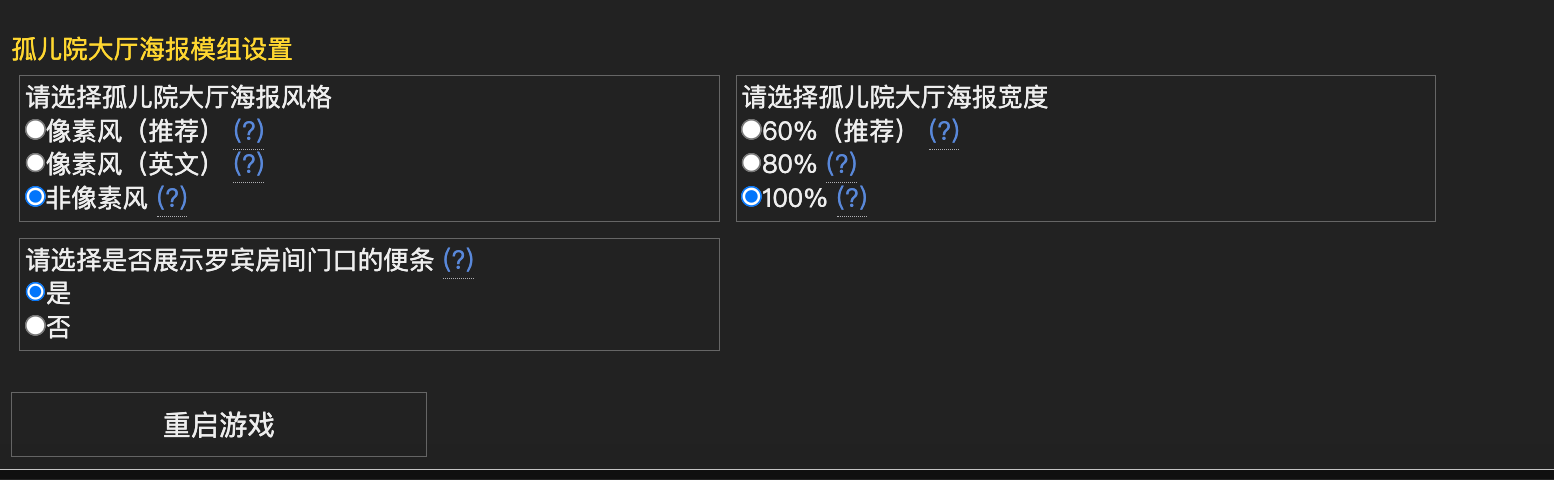 孤儿院大厅海报模组设置
请选择孤儿院大厅海报风格
像素风（推荐） (?)
像素风（英文） (?)
非像素风 (?)
请选择孤儿院大厅海报宽度
60%（推荐） (?)
80% (?)
100% (?)
请选择是否展示罗宾房间门口的便条 (?)
是
否
重启游戏